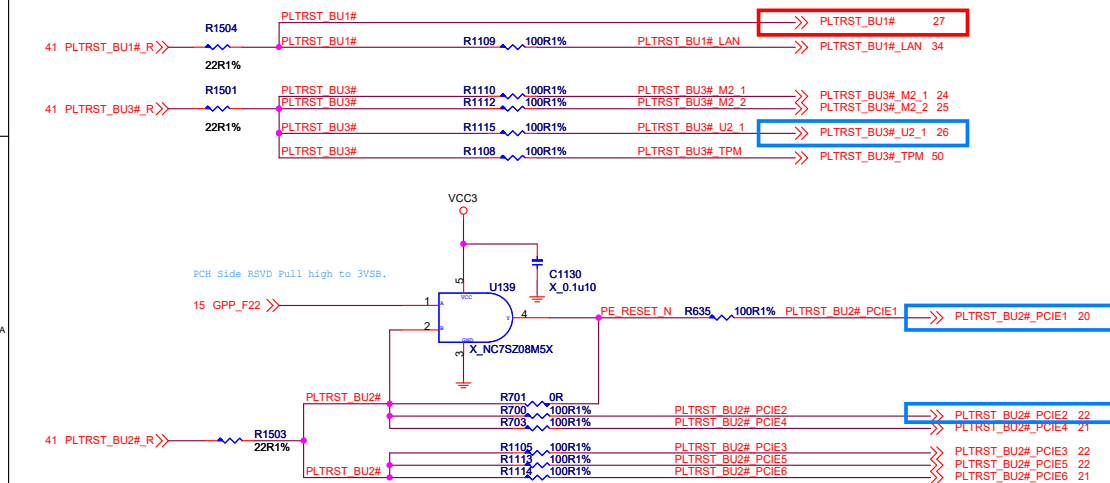 PLTRST_BU1# PLTRST_BU1# 27
R1504
41 PLTRST_BU1#_R PLTRST_BU1# R1109 100R1% PLTRST_BU1#_LAN PLTRST_BU1#_LAN 34
22R1%
R1501 PLTRST_BU3# R1110 100R1% PLTRST_BU3#_M2_1 PLTRST_BU3#_M2_1 24
41 PLTRST_BU3#_R PLTRST_BU3# R1112 100R1% PLTRST_BU3#_M2_2 PLTRST_BU3#_M2_2 25
22R1% PLTRST_BU3# R1115 100R1% PLTRST_BU3#_U2_1 PLTRST_BU3#_U2_1 26
PLTRST_BU3# R1108 100R1% PLTRST_BU3#_TPM PLTRST_BU3#_TPM 50
VCC3
PCH Side RSVD Pull high to 3VSB.
C1130
X_0.1u10
5 U139
VCC
15 GPP_F22 1 A
A
Y 4 PE_RESET_N R635 100R1% PLTRST_BU2#_PCIE1 PLTRST_BU2#_PCIE1 20
2 B
GND
3 X_NC7SZ08M5X
PLTRST_BU2# R701 0R
R700 100R1% PLTRST_BU2#_PCIE2 PLTRST_BU2#_PCIE2 22
R703 100R1% PLTRST_BU2#_PCIE4 PLTRST_BU2#_PCIE4 21
41 PLTRST_BU2#_R R1503
22R1%
R1105 100R1% PLTRST_BU2#_PCIE3 PLTRST_BU2#_PCIE3 22
R1113 100R1% PLTRST_BU2#_PCIE5 PLTRST_BU2#_PCIE5 22
PLTRST_BU2# R1114 100R1% PLTRST_BU2#_PCIE6 PLTRST_BU2#_PCIE6 21